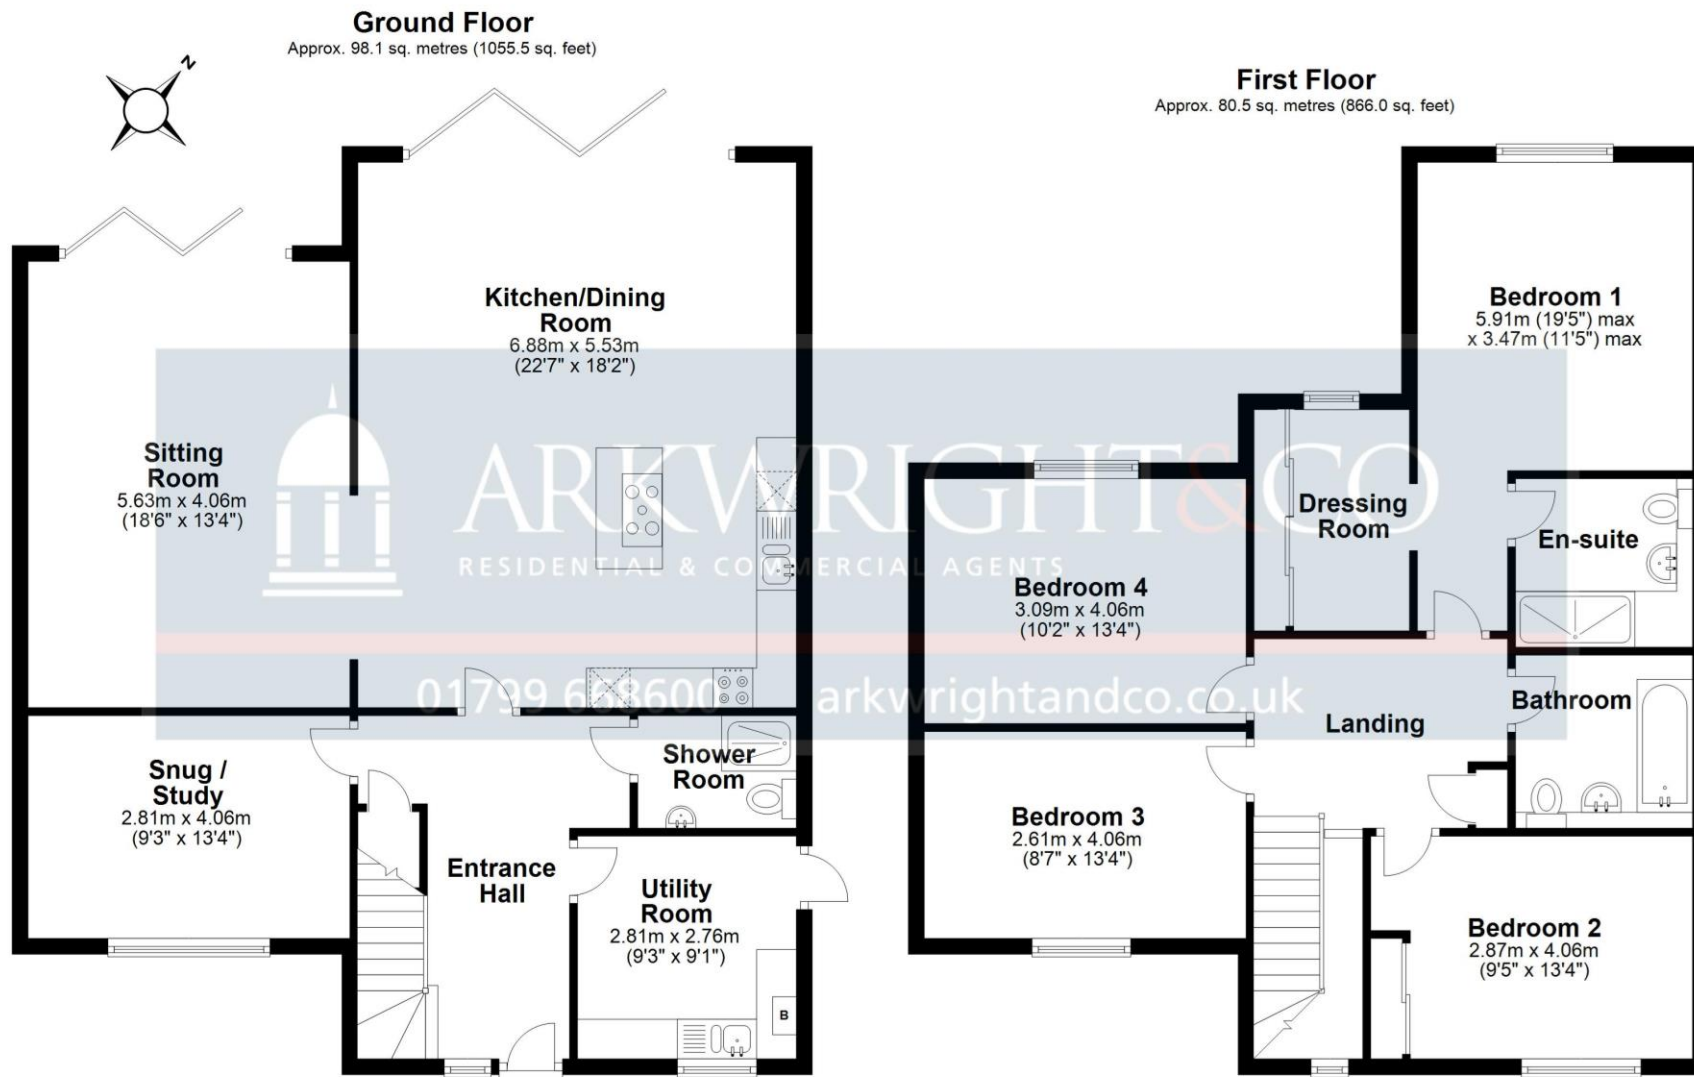 Ground Floor
Approx. 98.1 sq. metres (1055.5 sq. feet)
N
Kitchen/Dining
Room
6.88m x 5.53m
(22'7" x 18'2")
Sitting
Room
5.63m x 4.06m
(18'6" x 13'4")
Snug /
Study
2.81m x 4.06m
(9'3" x 13'4")
Shower
Room
Entrance
Hall
Utility
Room
2.81m x 2.76m
(9'3" x 9'1")
B
First Floor
Approx. 80.5 sq. metres (866.0 sq. feet)
Bedroom 1
5.91m (19'5") max
x 3.47m (11'5") max
Dressing
Room
En-suite
Bedroom 4
3.09m x 4.06m
(10'2" x 13'4")
Bathroom
Landing
Bedroom 3
2.61m x 4.06m
(8'7" x 13'4")
Bedroom 2
2.87m x 4.06m
(9'5" x 13'4")
ARKWRIGHT&CO
RESIDENTIAL & COMMERCIAL AGENTS
01799 668600 arkwrightandco.co.uk